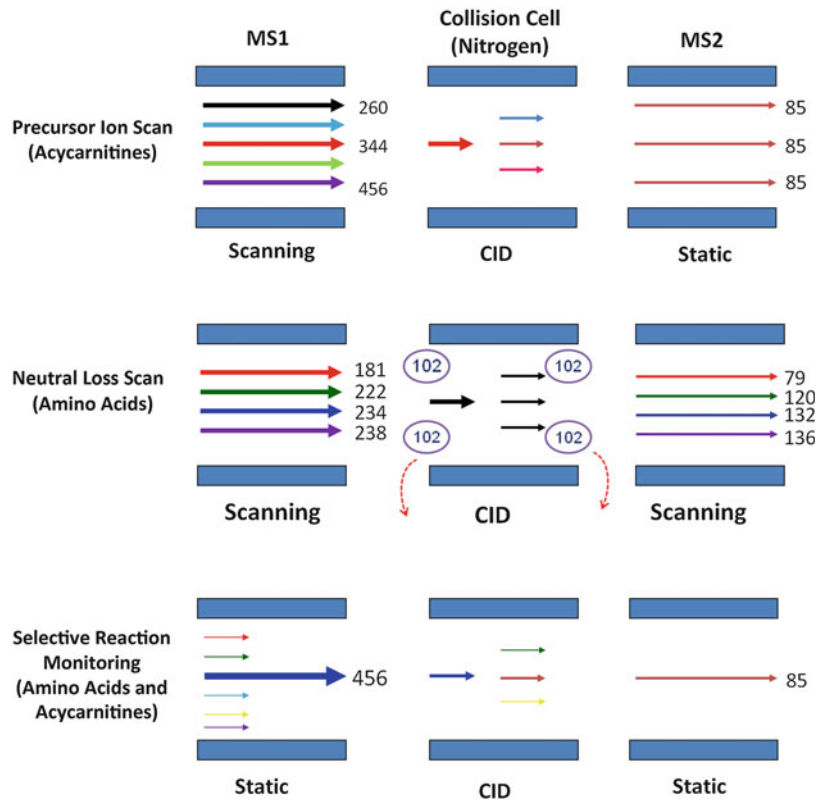 MS1
Collision Cell
(Nitrogen)
MS2
Precursor Ion Scan
(Acycarnitines)
260
344
456
85
85
85
Scanning
CID
Static
Neutral Loss Scan
(Amino Acids)
181
222
234
238
102
102
102
102
79
120
132
136
Scanning
CID
Scanning
Selective Reaction
Monitoring
(Amino Acids and
Acycarnitines)
456
85
Static
CID
Static